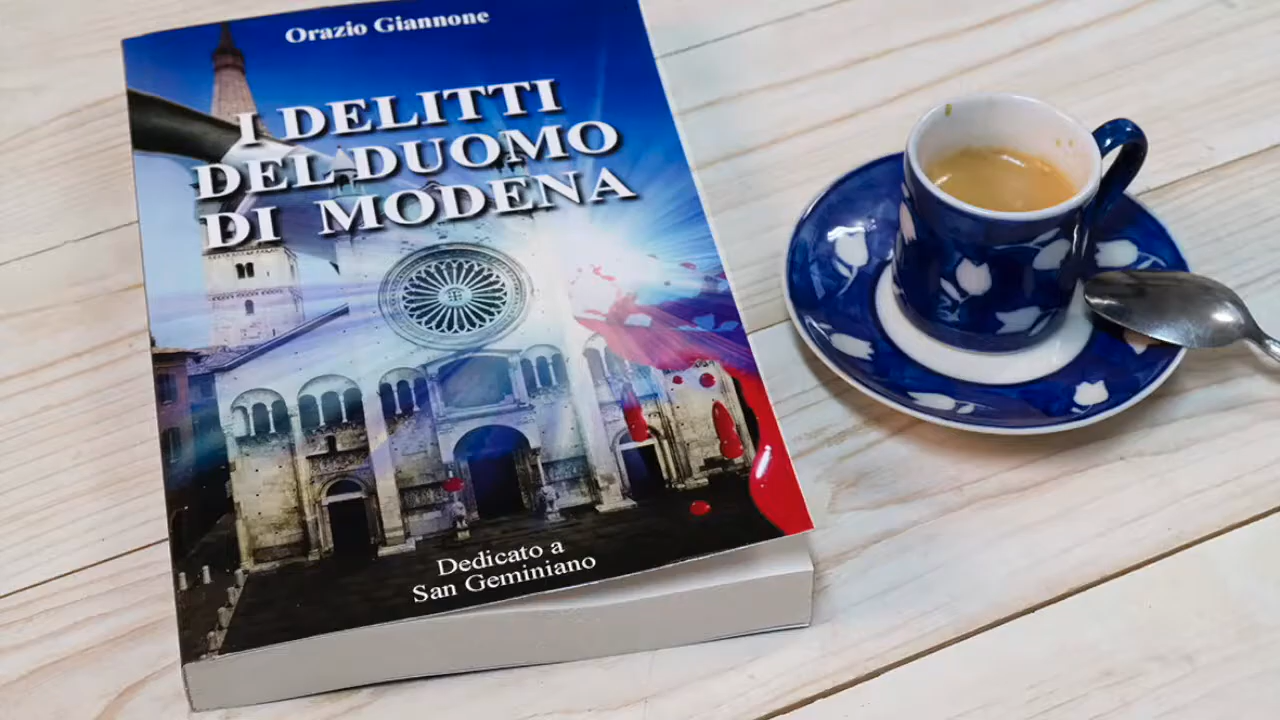 Orazio Giannone
I DELITTI
DEL DUOMO
DI MODENA
Dedicato a
San Geminiano